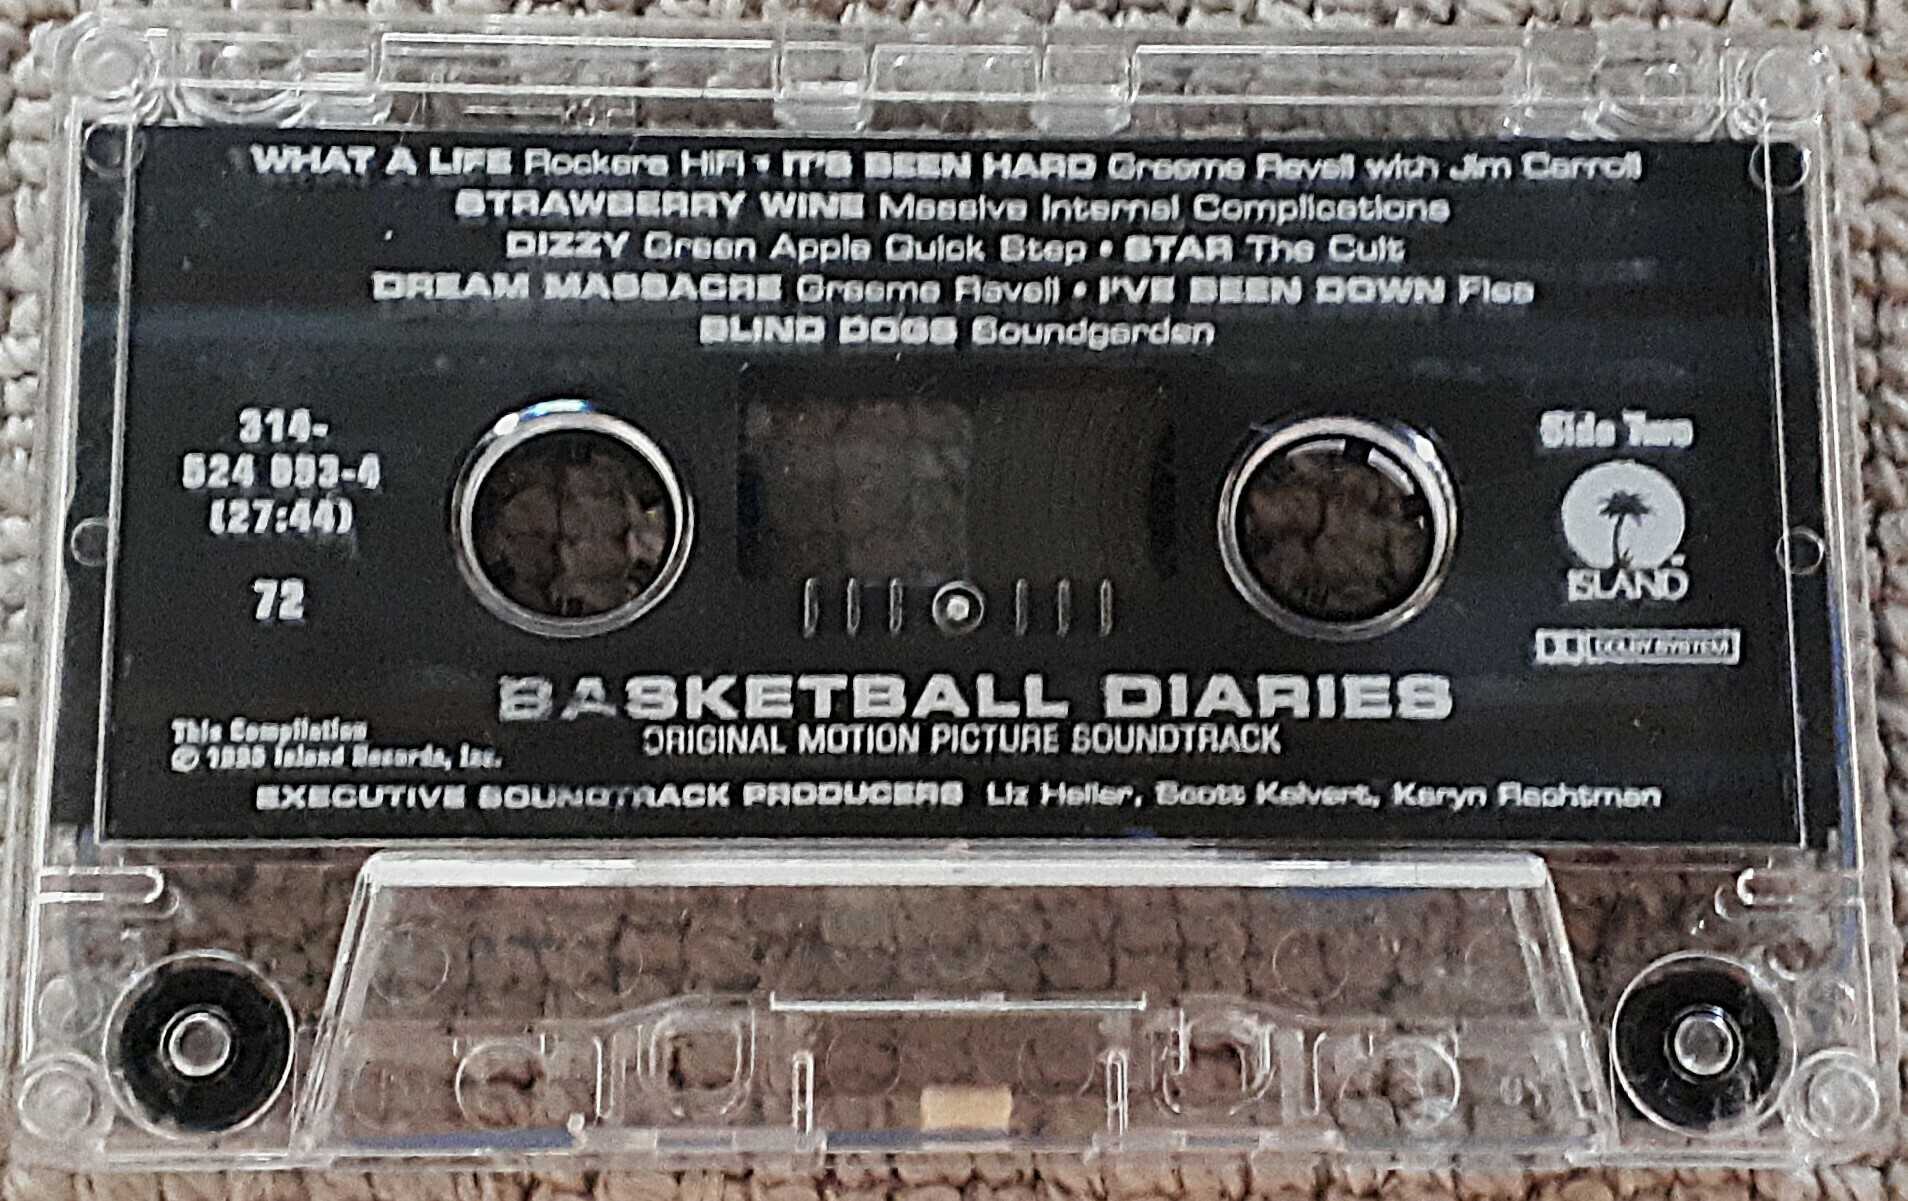 WHAT A LIFE Rockers HiFi • IT'S BEEN HARD Graeme Revell with Jim Carroll
STRAWBERRY WINE Massive Internal Complications
DIZZY Green Apple Quick Step • STAR The Cult
DREAM MASSACRE Graeme Revell • I'VE BEEN DOWN Flea
BLIND DOGS Soundgarden
314-
524 093-4
(27:44)
72
Side Two
ISLAND
DOLBY SYSTEM
BASKETBALL DIARIES
ORIGINAL MOTION PICTURE SOUNDTRACK
This Compilation
© 1995 Island Records, Inc.
EXECUTIVE SOUNDTRACK PRODUCERS Liz Heller, Scott Kalvert, Karyn Rachtman